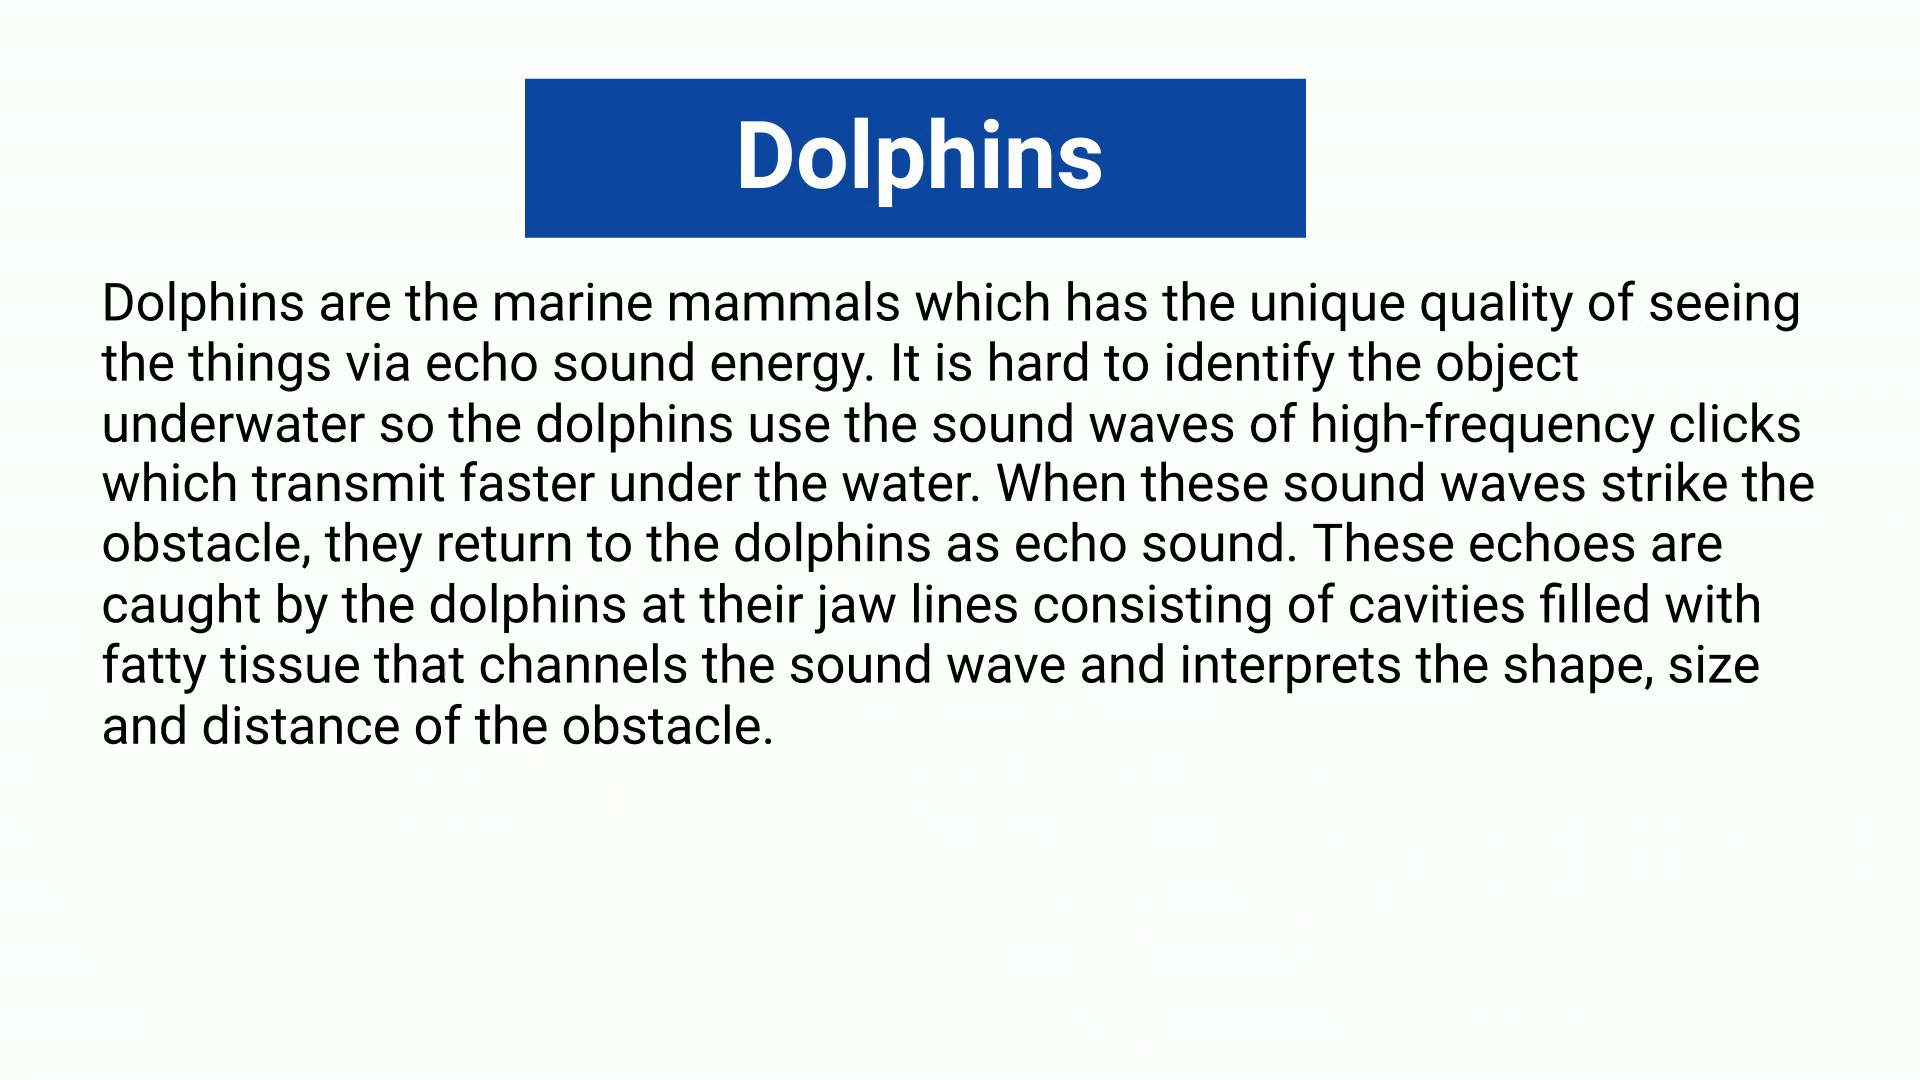 Dolphins
Dolphins are the marine mammals which has the unique quality of seeing
the things via echo sound energy. It is hard to identify the object
underwater so the dolphins use the sound waves of high-frequency clicks
which transmit faster under the water. When these sound waves strike the
obstacle, they return to the dolphins as echo sound. These echoes are
caught by the dolphins at their jaw lines consisting of cavities filled with
fatty tissue that channels the sound wave and interprets the shape, size
and distance of the obstacle.